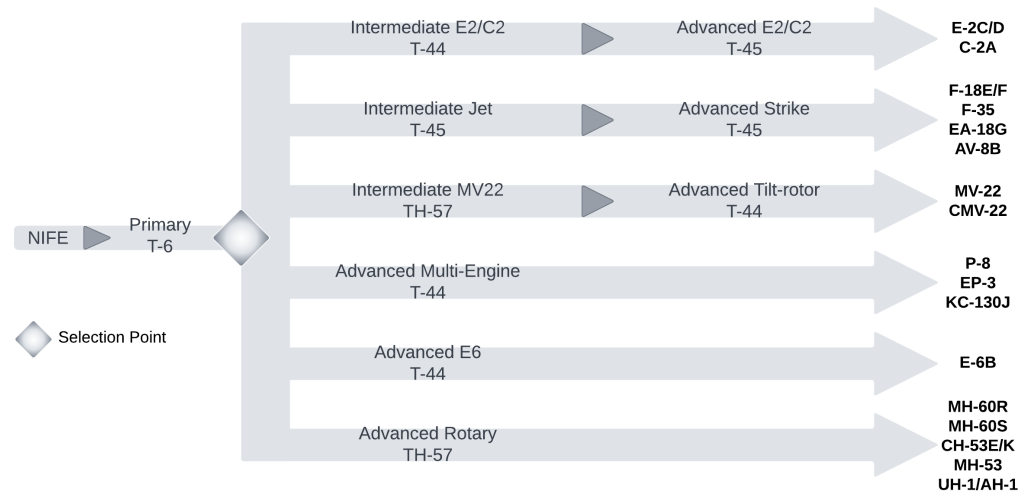 Intermediate E2/C2
T-44
Advanced E2/C2
T-45
E-2C/D
C-2A
Intermediate Jet
T-45
Advanced Strike
T-45
F-18E/F
F-35
EA-18G
AV-8B
Intermediate MV22
TH-57
Advanced Tilt-rotor
T-44
MV-22
CMV-22
NIFE
Primary
T-6
Advanced Multi-Engine
T-44
P-8
EP-3
KC-130J
Selection Point
Advanced E6
T-44
E-6B
Advanced Rotary
TH-57
MH-60R
MH-60S
CH-53E/K
MH-53
UH-1/AH-1